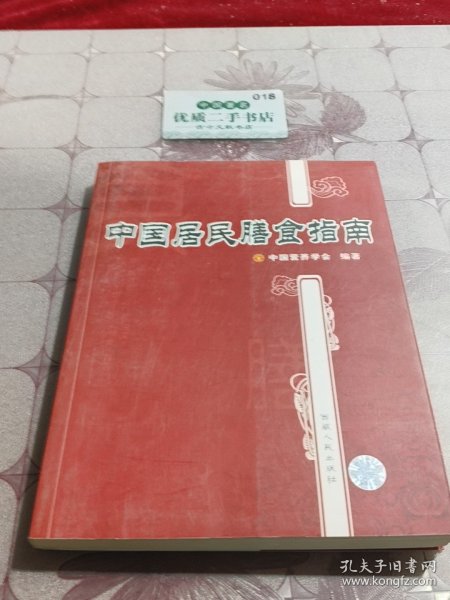 018
中国书店
优质二手书店
中国居民膳食指南
中国营养学会 编著
西藏人民出版社
孔夫子旧书网
www.kongfz.com